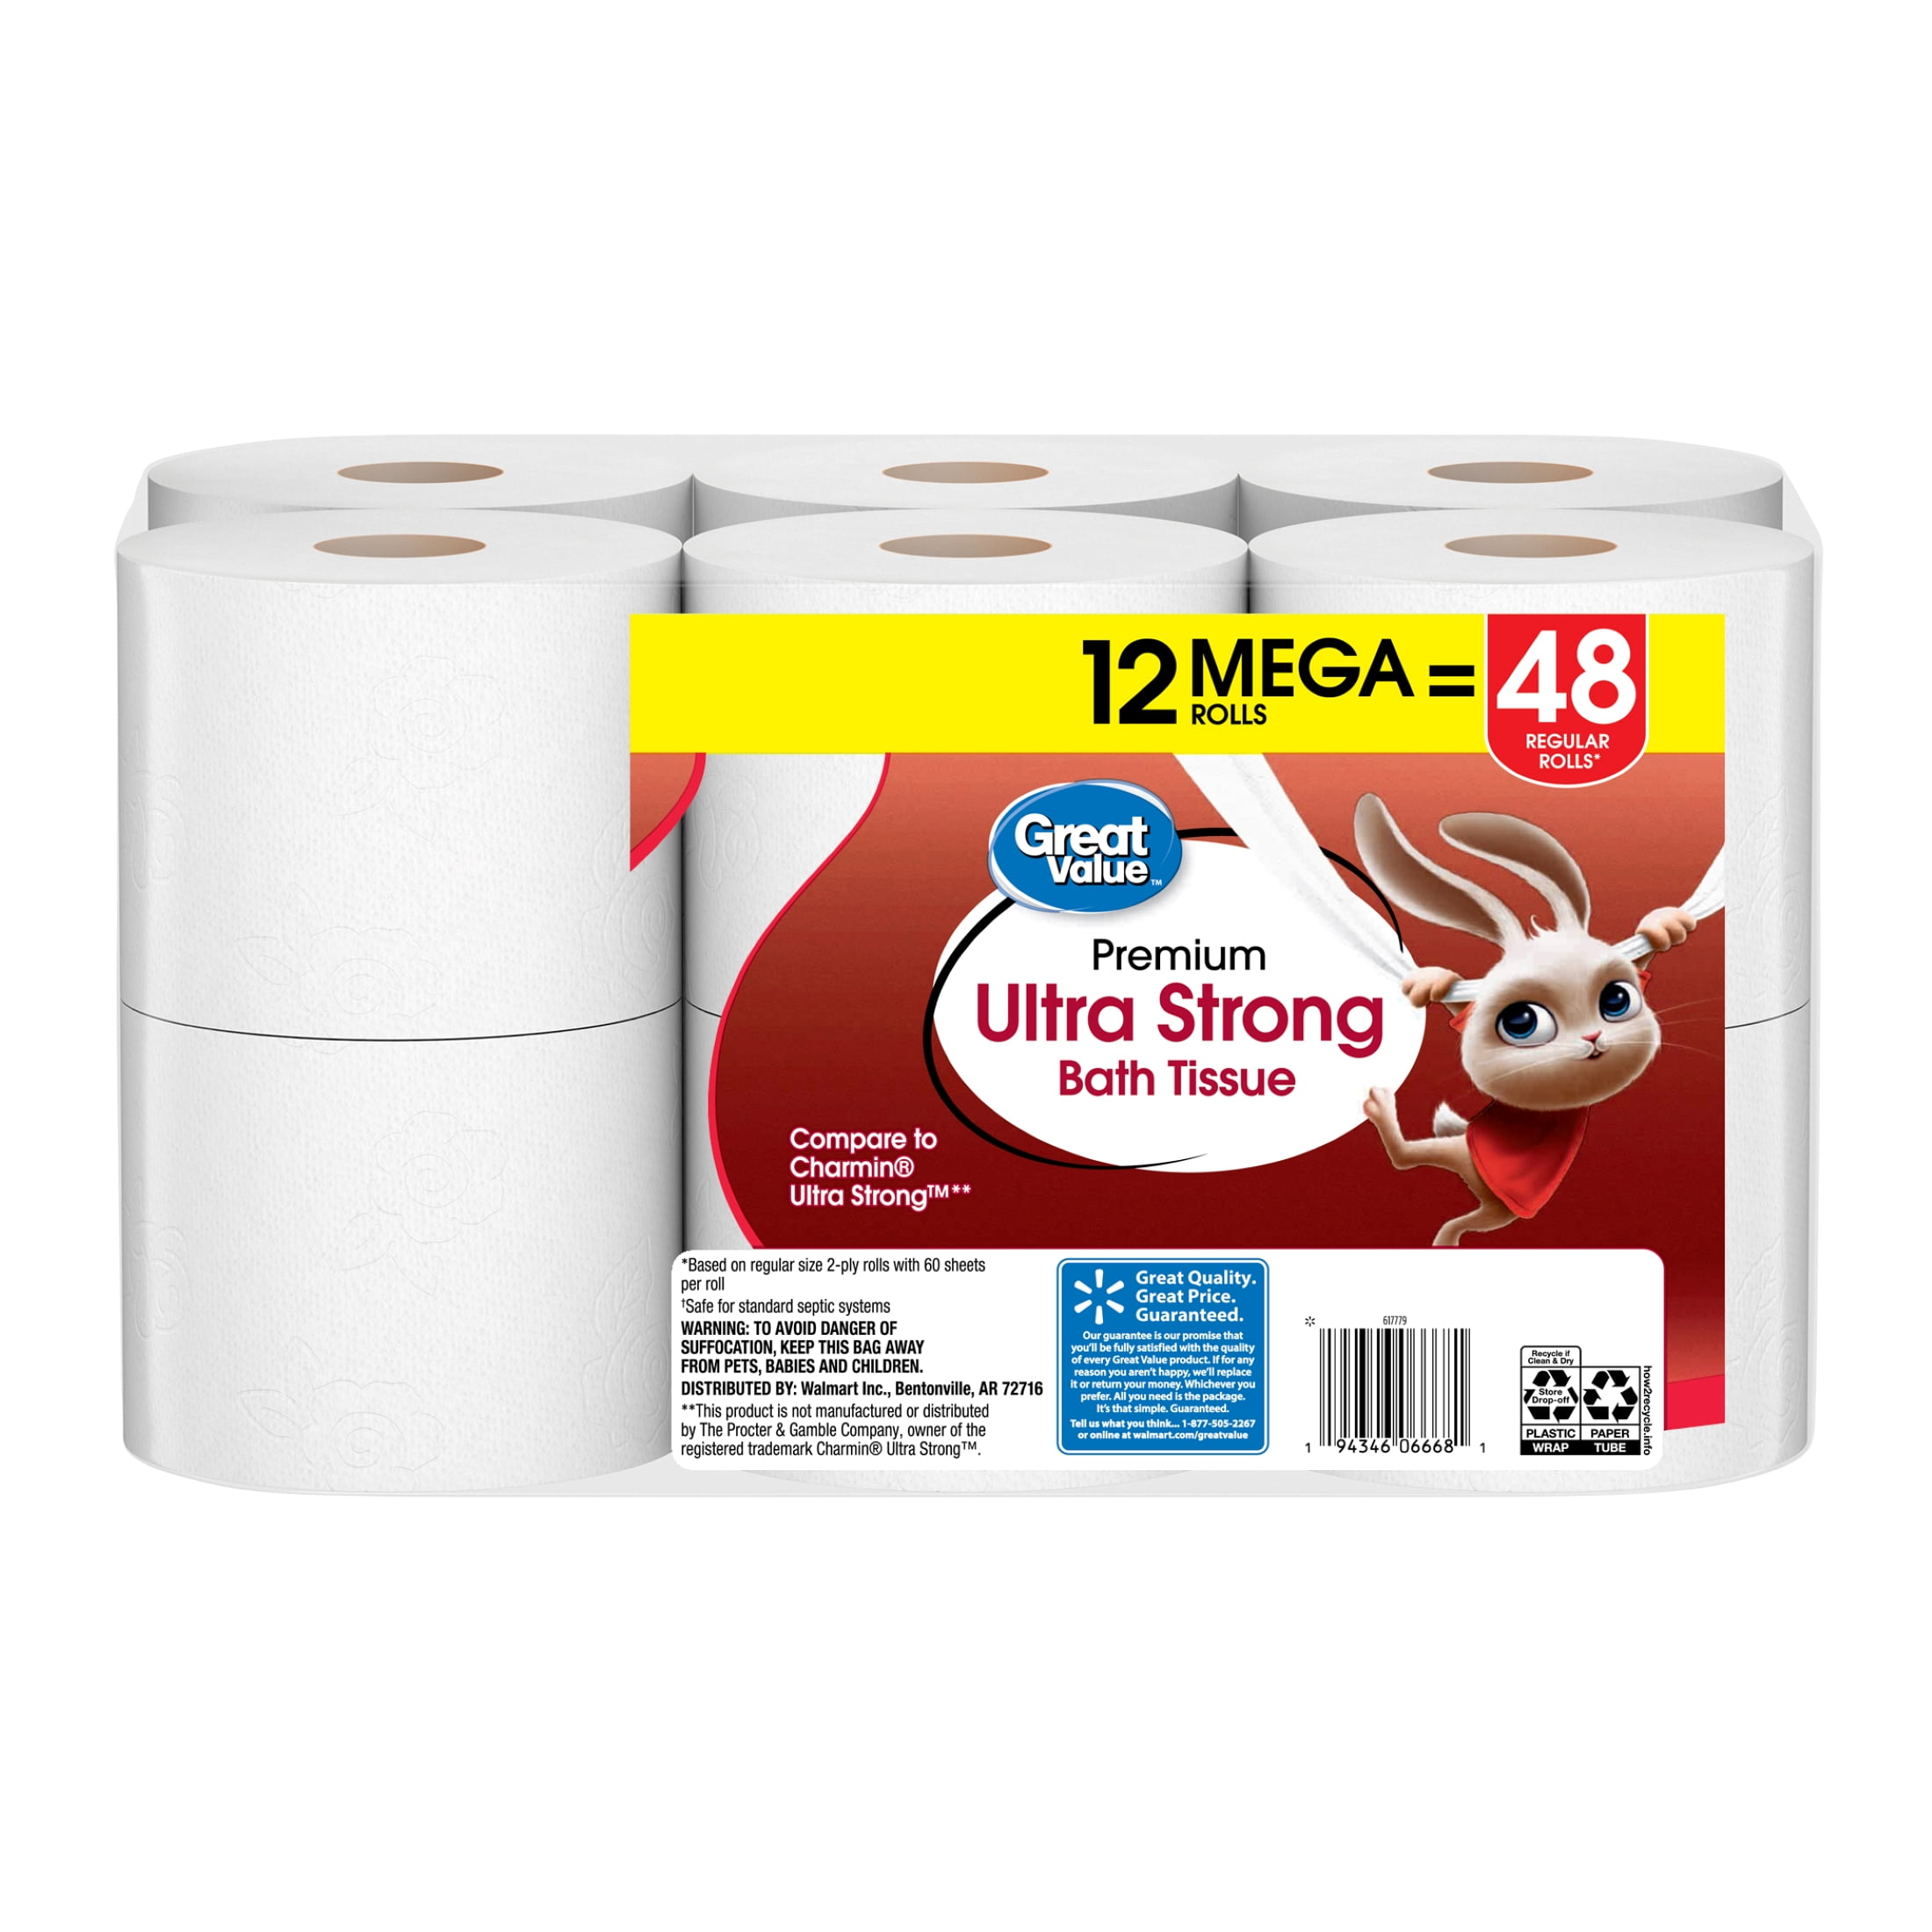 12 MEGA ROLLS = 48
REGULAR
ROLLS*
Great
Value™
Premium
Ultra Strong
Bath Tissue
Compare to
Charmin®
Ultra Strong™**
*Based on regular size 2-ply rolls with 60 sheets
per roll
†Safe for standard septic systems
WARNING: TO AVOID DANGER OF
SUFFOCATION, KEEP THIS BAG AWAY
FROM PETS, BABIES AND CHILDREN.
DISTRIBUTED BY: Walmart Inc., Bentonville, AR 72716
**This product is not manufactured or distributed
by The Procter & Gamble Company, owner of the
registered trademark Charmin® Ultra Strong™.
Great Quality.
Great Price.
Guaranteed.
Our guarantee is our promise that
you'll be fully satisfied with the quality
of every Great Value product. If for any
reason you aren't happy, we'll replace
it or return your money. Whichever you
prefer. All you need is the package.
It's that simple. Guaranteed.
Tell us what you think... 1-877-505-2267
or online at walmart.com/greatvalue
617779
1 94346 06668 1
Recycle if
Clean & Dry
Store
Drop-off
PLASTIC
WRAP
PAPER
TUBE
how2recycle.info